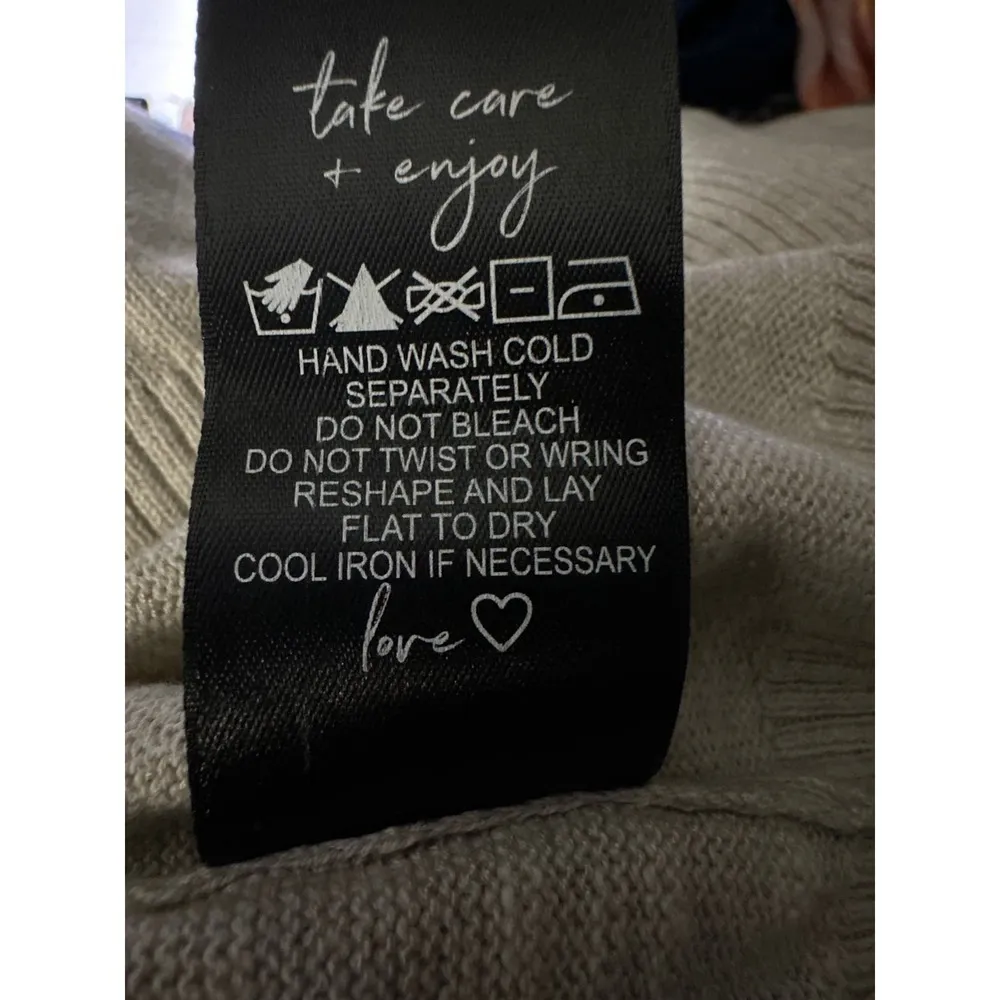 take care
+ enjoy
HAND WASH COLD
SEPARATELY
DO NOT BLEACH
DO NOT TWIST OR WRING
RESHAPE AND LAY
FLAT TO DRY
COOL IRON IF NECESSARY
love